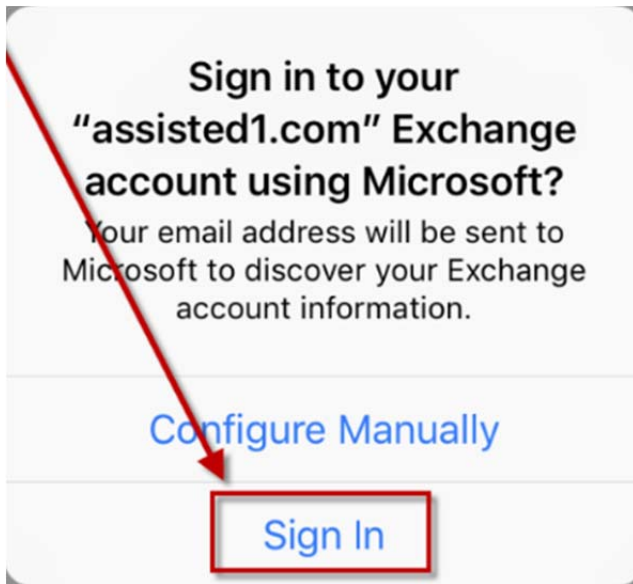 Sign in to your
"assisted1.com" Exchange
account using Microsoft?
Your email address will be sent to
Microsoft to discover your Exchange
account information.
Configure Manually
Sign In